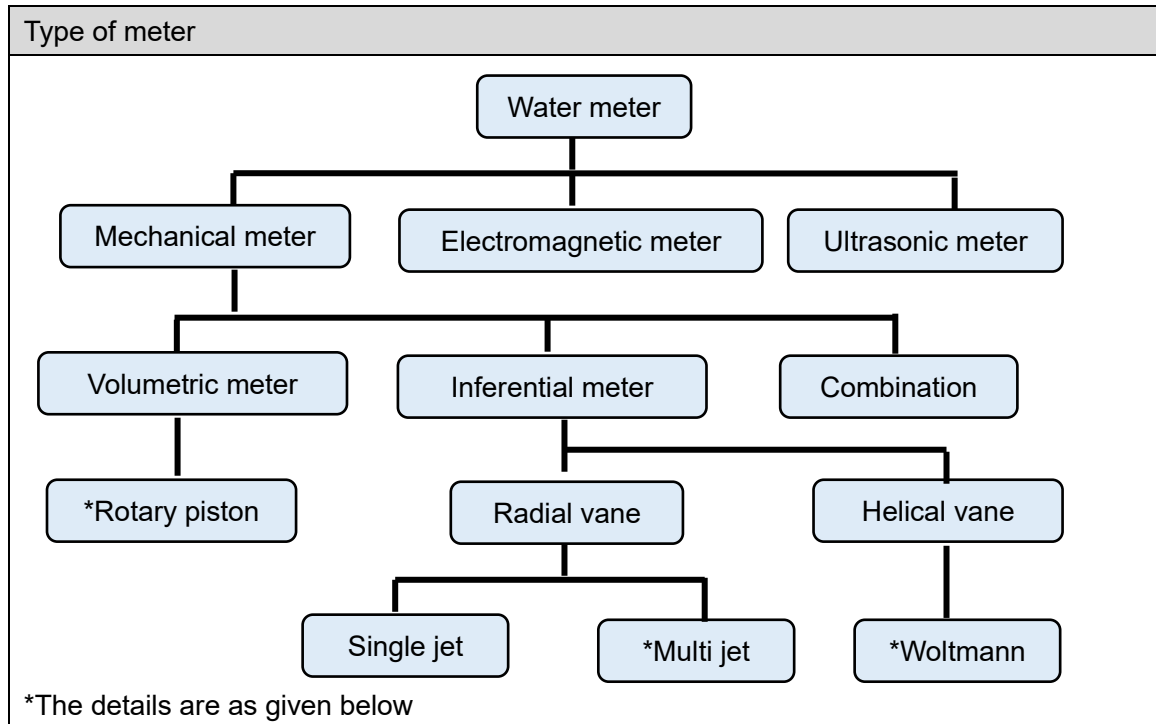 Type of meter
Water meter
Mechanical meter
Electromagnetic meter
Ultrasonic meter
Volumetric meter
Inferential meter
Combination
*Rotary piston
Radial vane
Helical vane
Single jet
*Multi jet
*Woltmann
*The details are as given below